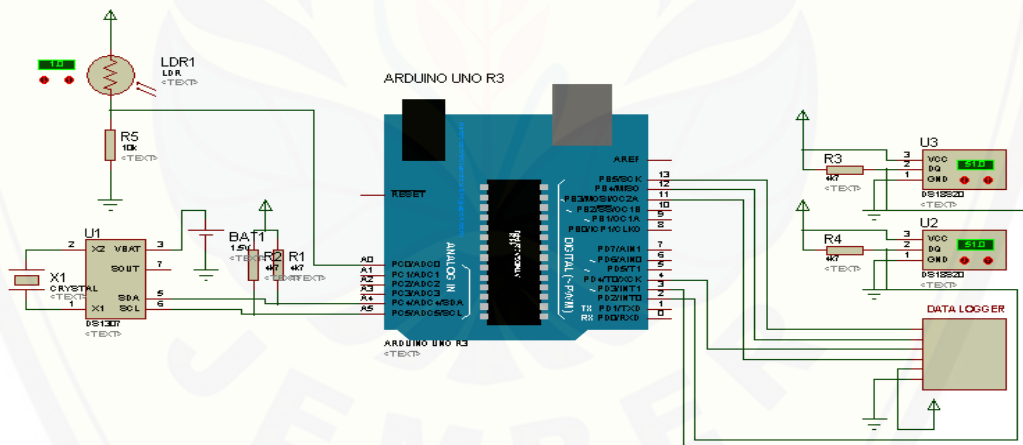 LDR1
LDR
<TEXT>
1.0
R5
10k
<TEXT>
U1
2
X2
VBAT
3
SOUT
7
SDA
5
1
X1
SCL
6
DS1307
<TEXT>
X1
CRYSTAL
<TEXT>
BAT1
1.5V
R2
4k7
R1
4k7
<TEXT>
ARDUINO UNO R3
RESET
AREF
PB5/SCK
13
PB4/MISO
12
~ PB3/MOSI/OC2A
11
~ PB2/SS/OC1B
10
~ PB1/OC1A
9
PB0/ICP1/CLKO
8
PD7/AIN1
7
~ PD6/AIN0
6
~ PD5/T1
5
PD4/T0/XCK
4
~ PD3/INT1
3
PD2/INT0
2
TX PD1/TXD
1
RX PD0/RXD
0
DIGITAL (~PWM)
ANALOG IN
A0
PC0/ADC0
A1
PC1/ADC1
A2
PC2/ADC2
A3
PC3/ADC3
A4
PC4/ADC4/SDA
A5
PC5/ADC5/SCL
ARDUINO UNO R3
<TEXT>
U3
R3
4k7
<TEXT>
3
VCC
2
DQ
1
GND
51.0
DS18S20
<TEXT>
U2
R4
4k7
<TEXT>
3
VCC
2
DQ
1
GND
51.0
DS18S20
<TEXT>
DATA LOGGER
JEMBER